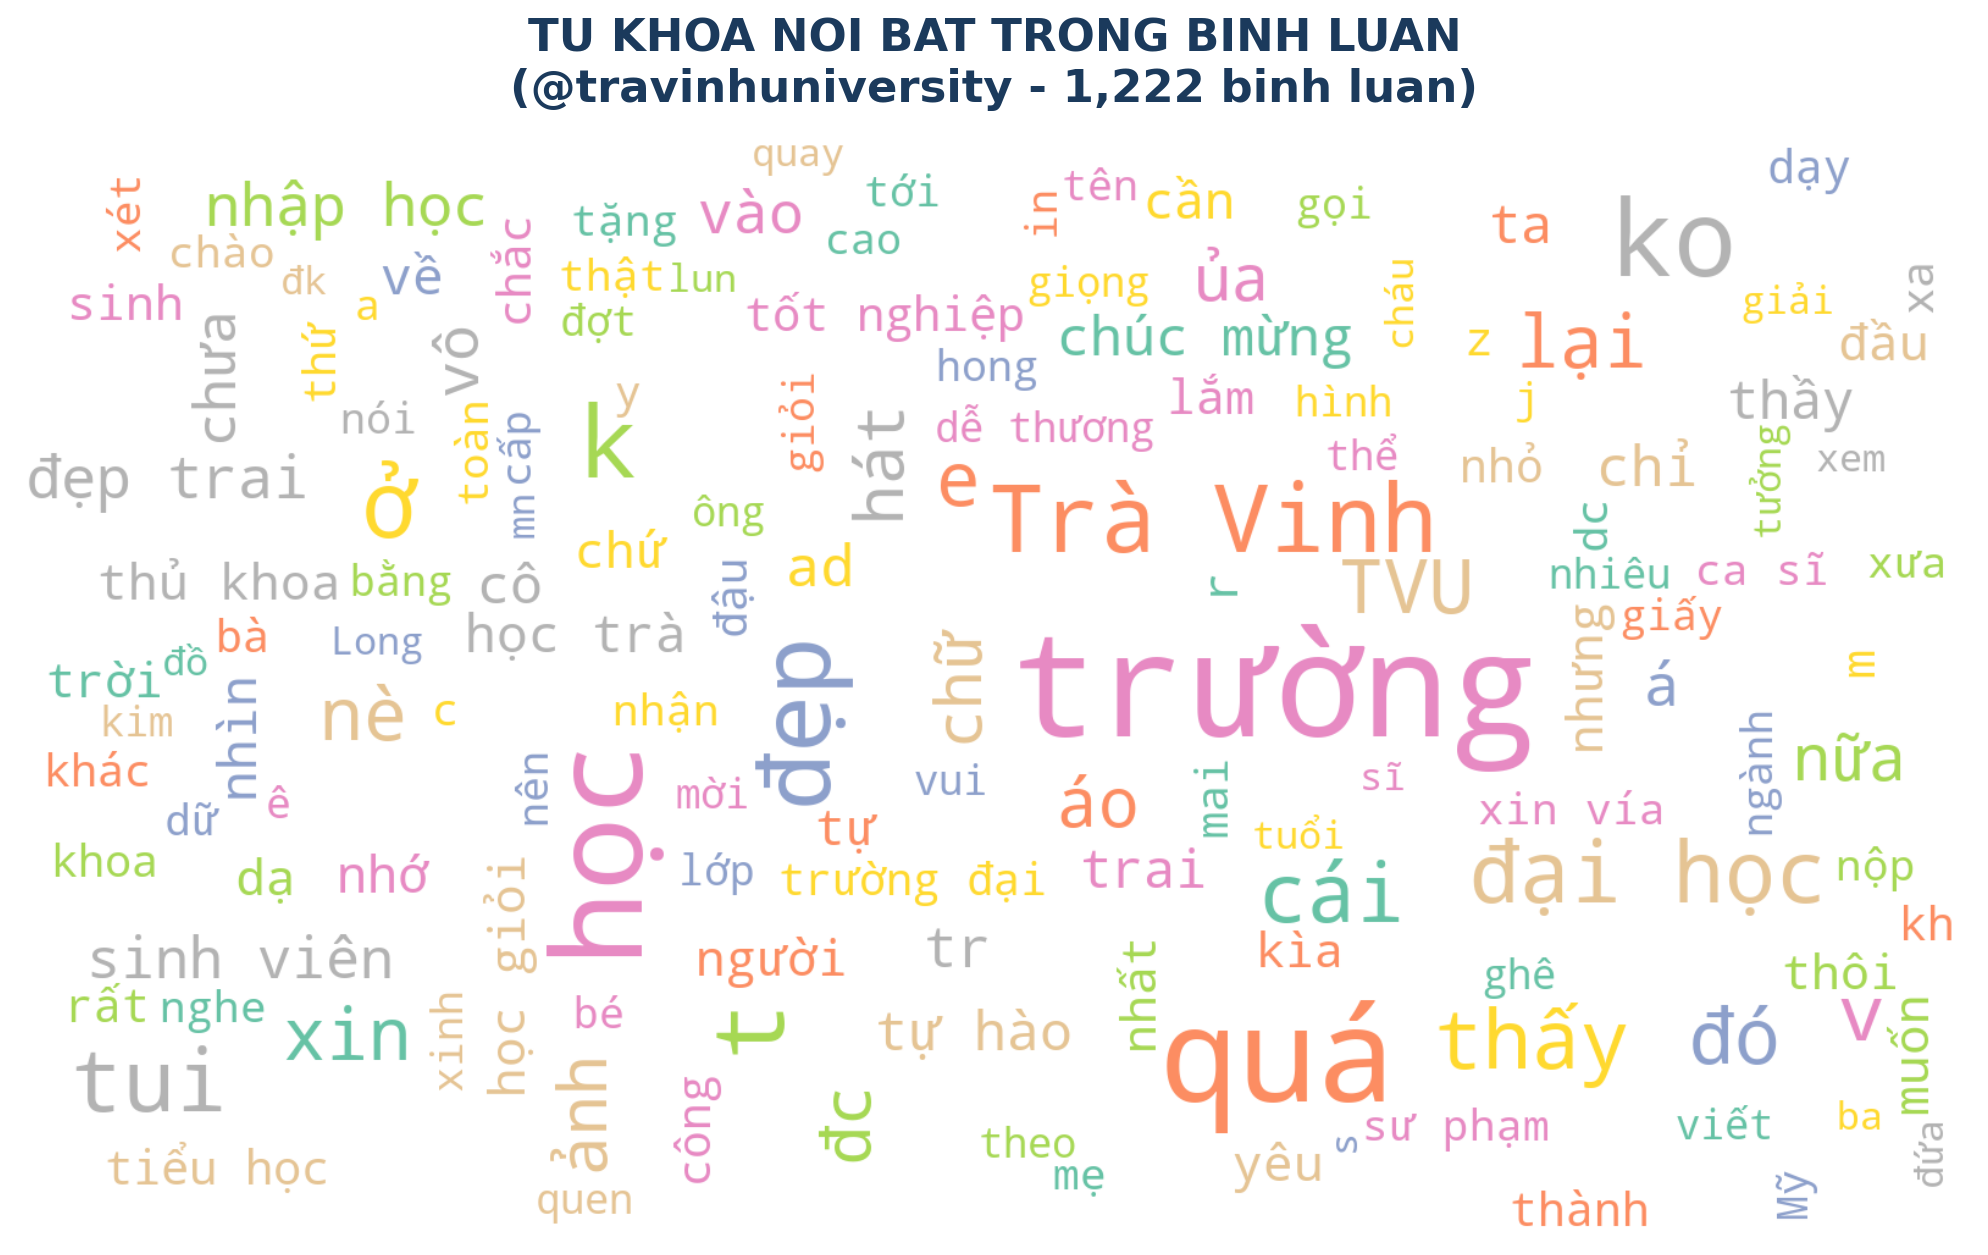 TU KHOA NOI BAT TRONG BINH LUAN
(@travinhuniversity - 1,222 binh luan)
quay
dạy
xét
nhập học
tặng
vào
tới
in
tên
cần
gọi
ta
ko
chào
đk
về
chắc
cao
thật
lun
giọng
ủa
cháu
giải
xa
sinh
a
đợt
tốt nghiệp
chúc mừng
z
lại
đầu
chưa
thứ
vô
hong
y
nói
toàn
cấp
k
giỏi
hát
dễ thương
lắm
hình
j
thầy
đẹp trai
ở
mn
ông
e
Trà Vinh
thể
nhỏ
chỉ
tưởng
xem
dc
thủ khoa
bằng
cô
chứ
đậu
ad
r
TVU
nhiêu
ca sĩ
xưa
bà
Long
học trà
giấy
trời
đồ
nhìn
đẹp
chữ
trường
nhưng
á
m
kim
nè
c
nhận
khác
dữ
ê
nên
học
mời
vui
áo
mai
sĩ
xin vía
ngành
nữa
tự
tuổi
khoa
dạ
nhớ
giỏi
lớp
trường đại
trai
cái
đại học
nộp
sinh viên
học giỏi
người
tr
nhất
kìa
ghê
kh
thôi
rất
nghe
xin
xinh
bé
t
tự hào
quá
thấy
đó
v
muốn
tui
ảnh
công
đc
theo
mẹ
yêu
s
sư phạm
viết
ba
đứa
tiểu học
quen
thành
Mỹ